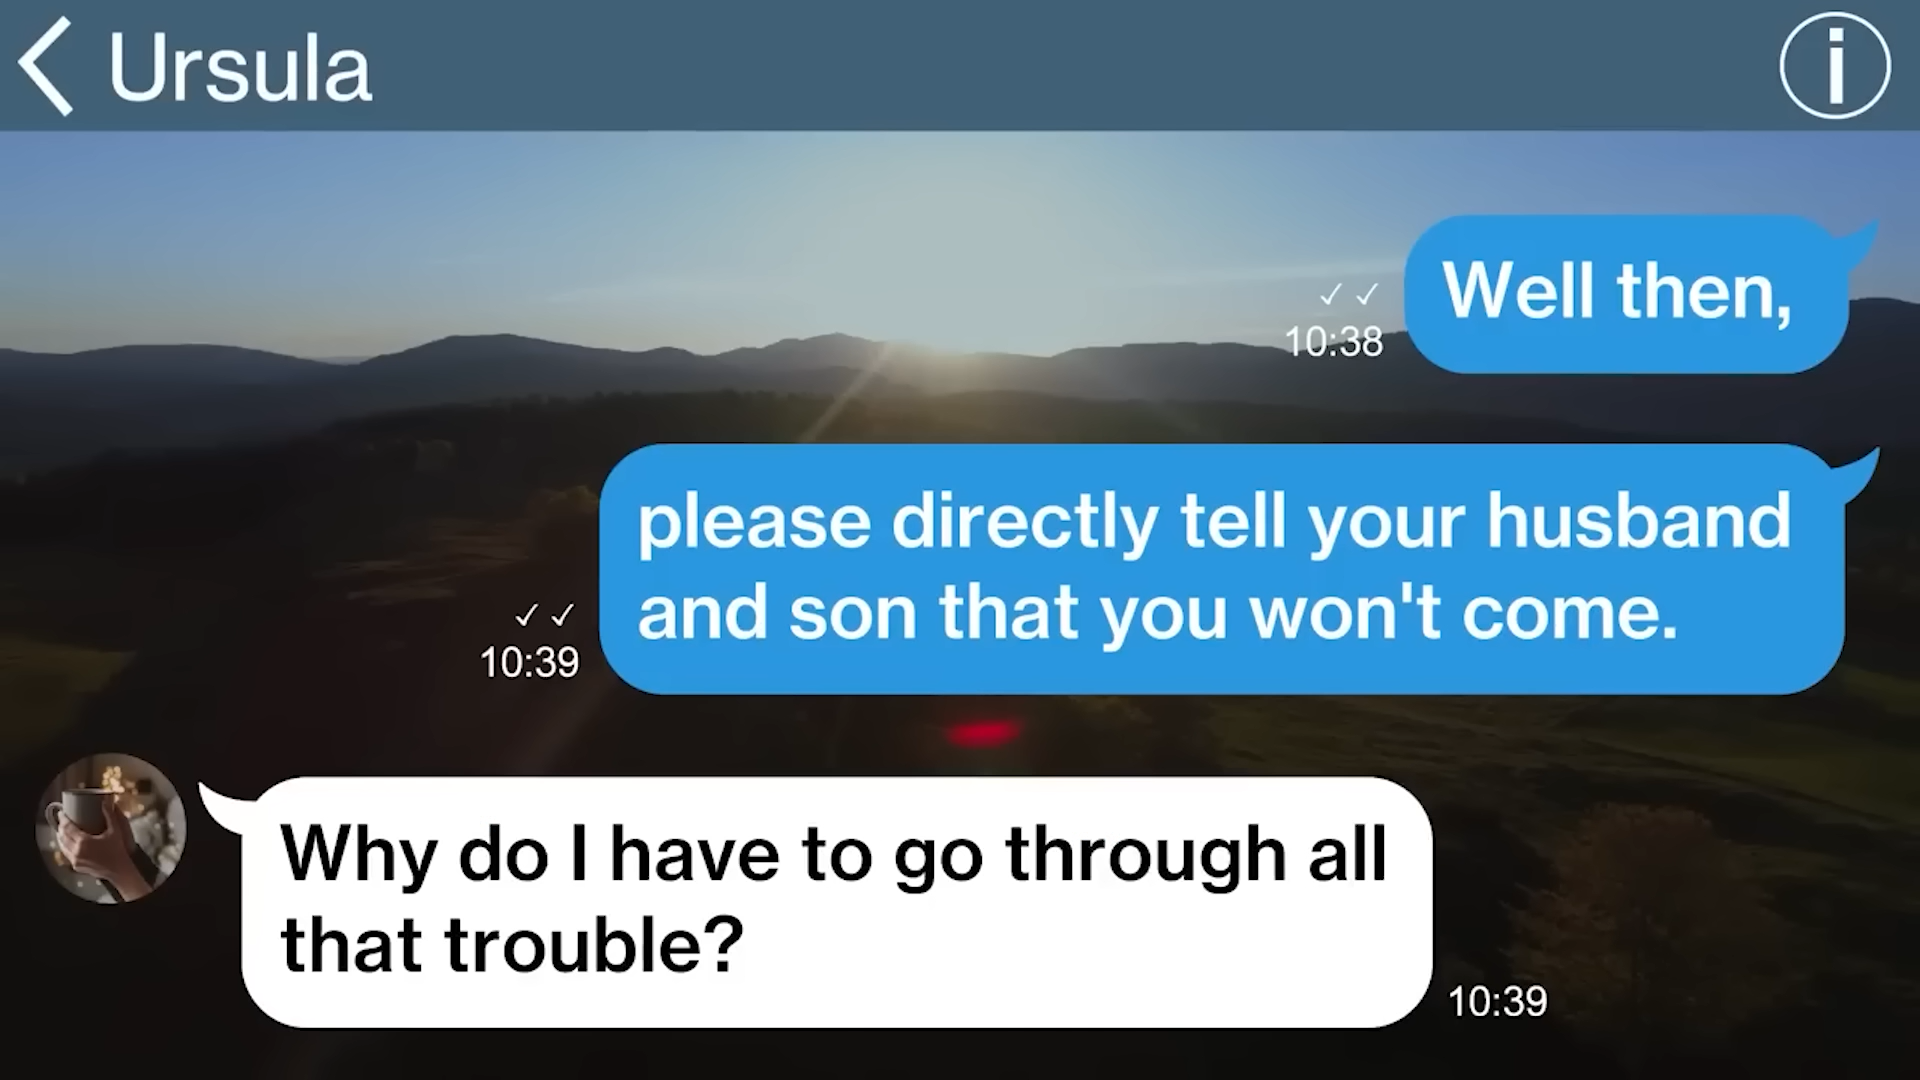 Ursula
Well then,
10:38
please directly tell your husband
and son that you won't come.
10:39
Why do I have to go through all
that trouble?
10:39